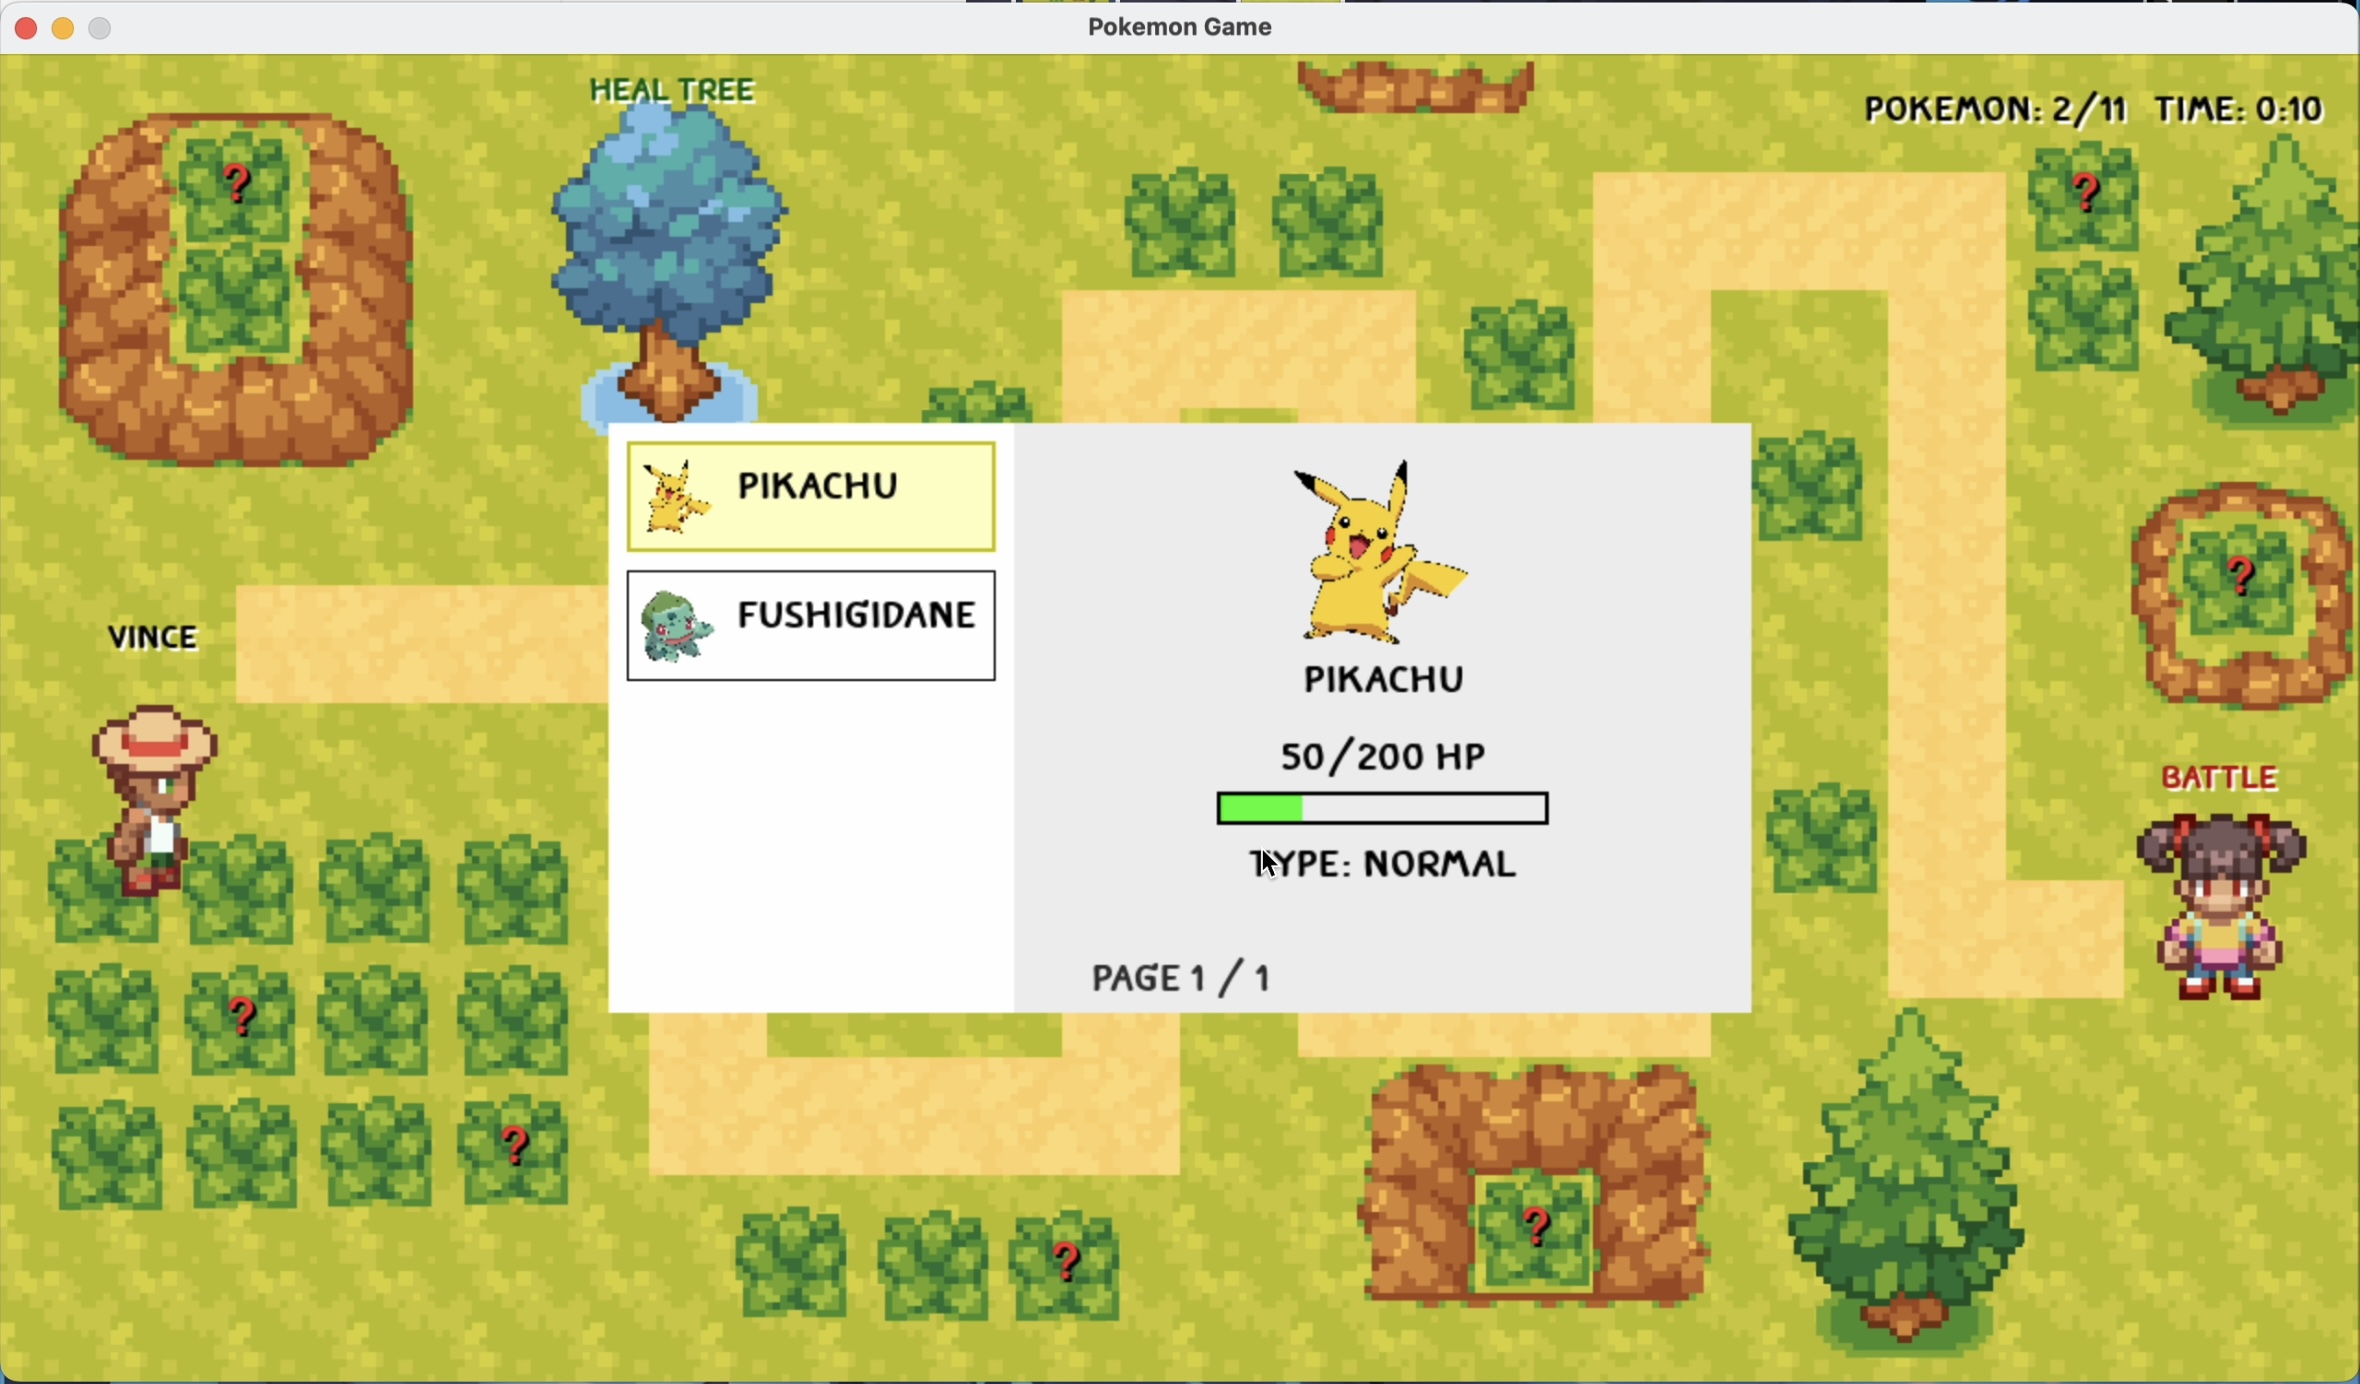 Pokemon Game
HEAL TREE
POKEMON: 2/11 TIME: 0:10
?
?
PIKACHU
FUSHIGIDANE
VINCE
PIKACHU
50/200 HP
TYPE: NORMAL
PAGE 1 / 1
?
BATTLE
?
?
?
?